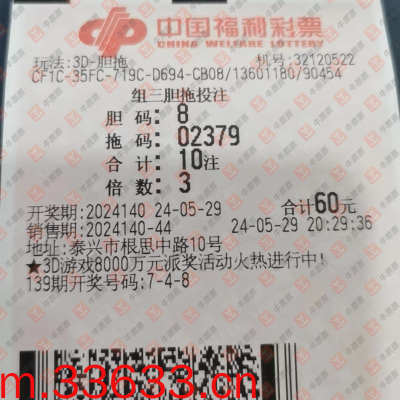 中国福利彩票
CHINA WELFARE LOTTERY
玩法:3D-胆拖 机号:32120522
CF1C-35FC-719C-D694-CB08/13601180/90454
组三胆拖投注
胆 码: 8
拖 码: 02379
合 计: 10注
倍 数: 3
开奖期:2024140 24-05-29 合计60元
销售期:2024140-44 24-05-29 20:29:36
地址:泰兴市根思中路10号
★3D游戏8000万元派奖活动火热进行中!
139期开奖号码:7-4-8
m.33633.cn